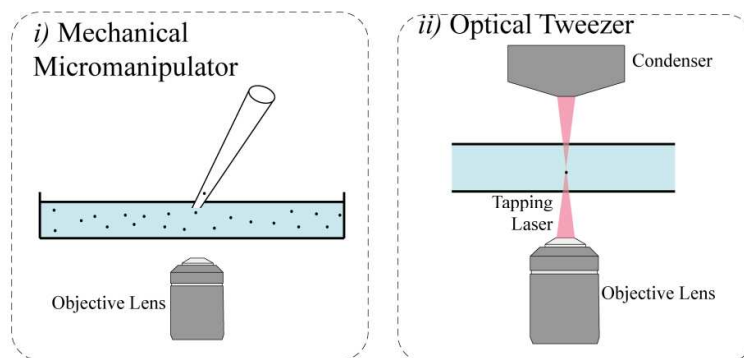 i) Mechanical
Micromanipulator
Objective Lens
ii) Optical Tweezer
Condenser
Tapping
Laser
Objective Lens